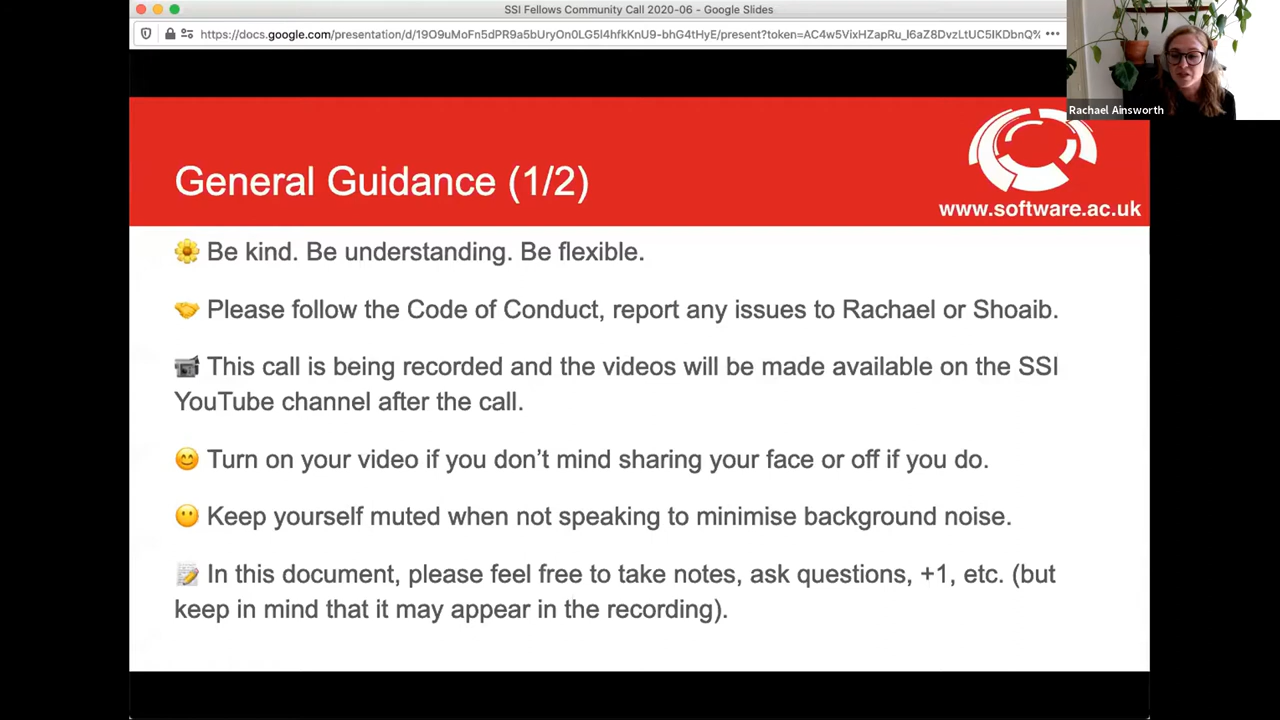 SSI Fellows Community Call 2020-06 - Google Slides
https://docs.google.com/presentation/d/19O9uMoFn5dPR9a5bUryOn0LG5l4hfkKnU9-bhG4tHyE/present?token=AC4w5VixHZapRu_I6aZ8DvzLtUC5IKDbnQ%
Rachael Ainsworth
General Guidance (1/2)
www.software.ac.uk
🌼 Be kind. Be understanding. Be flexible.
🤝 Please follow the Code of Conduct, report any issues to Rachael or Shoaib.
📹 This call is being recorded and the videos will be made available on the SSI
YouTube channel after the call.
😊 Turn on your video if you don’t mind sharing your face or off if you do.
😶 Keep yourself muted when not speaking to minimise background noise.
📝 In this document, please feel free to take notes, ask questions, +1, etc. (but
keep in mind that it may appear in the recording).